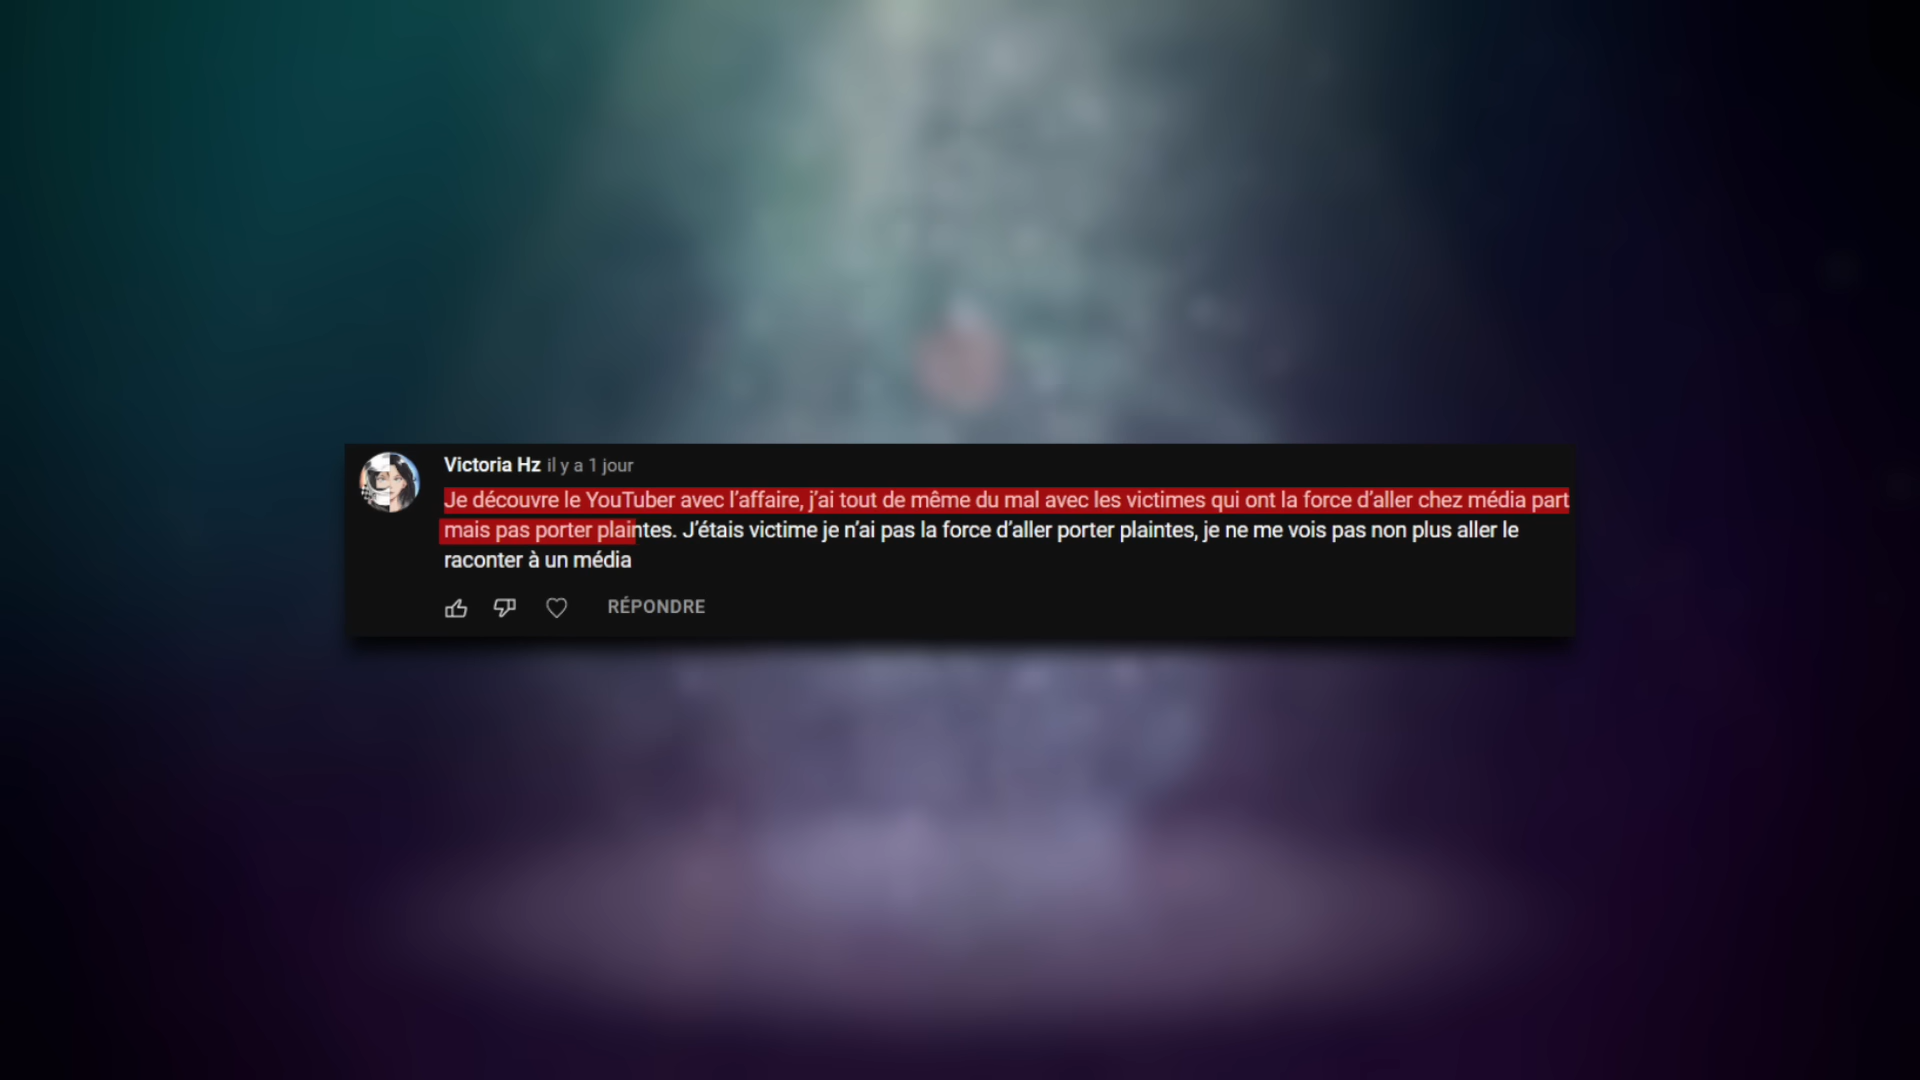 Victoria Hz il y a 1 jour
Je découvre le YouTuber avec l’affaire, j’ai tout de même du mal avec les victimes qui ont la force d’aller chez média part
mais pas porter plaintes. J’étais victime je n’ai pas la force d’aller porter plaintes, je ne me vois pas non plus aller le
raconter à un média
RÉPONDRE